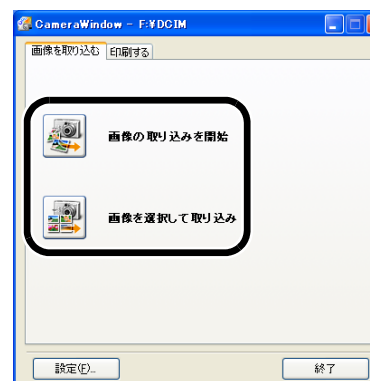 CameraWindow - F:¥DCIM
画像を取り込む 印刷する
画像の取り込みを開始
画像を選択して取り込み
設定(F)... 終了